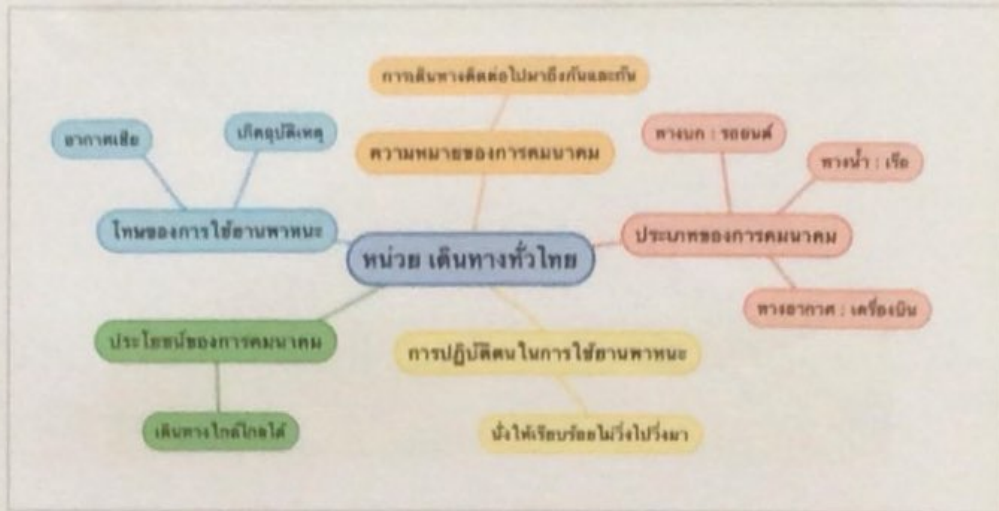 การเดินทางติดต่อไปมาถึงกันและกัน
ความหมายของการคมนาคม
อากาศเสีย
เกิดอุบัติเหตุ
โทษของการใช้ยานพาหนะ
ทางบก : รถยนต์
ทางน้ำ : เรือ
ประเภทของการคมนาคม
ทางอากาศ : เครื่องบิน
หน่วย เดินทางทั่วไทย
ประโยชน์ของการคมนาคม
เดินทางใกล้ไกลได้
การปฏิบัติตนในการใช้ยานพาหนะ
นั่งให้เรียบร้อยไม่วิ่งไปวิ่งมา